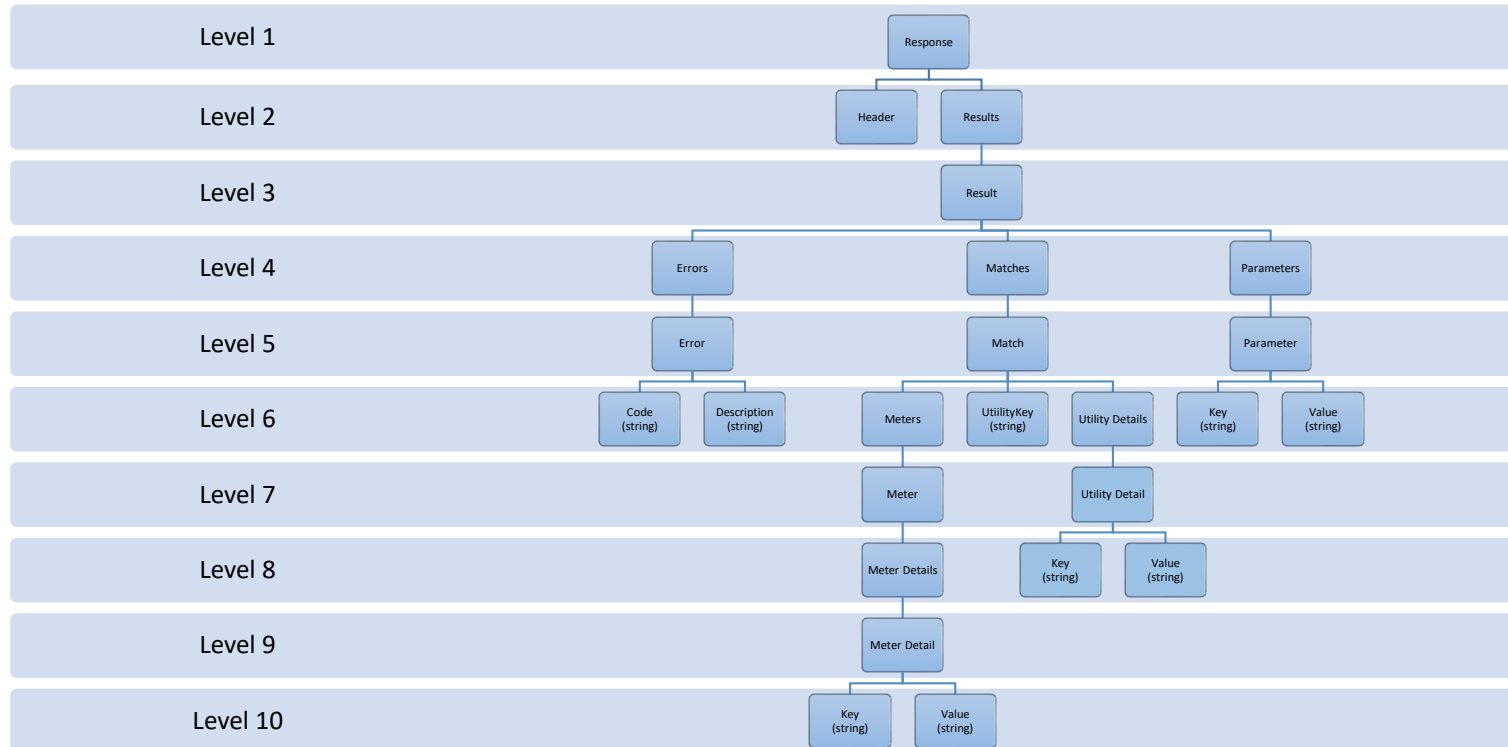 Level 1
Response
Level 2
Header
Results
Level 3
Result
Level 4
Errors
Matches
Parameters
Level 5
Error
Match
Parameter
Level 6
Code
(string)
Description
(string)
Meters
UtiilityKey
(string)
Utility Details
Key
(string)
Value
(string)
Level 7
Meter
Utility Detail
Level 8
Meter Details
Key
(string)
Value
(string)
Level 9
Meter Detail
Level 10
Key
(string)
Value
(string)